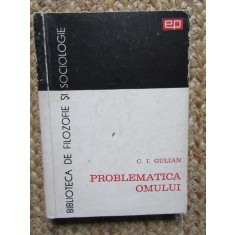 ep
BIBLIOTECA DE FILOZOFIE ȘI SOCIOLOGIE
C. I. GULIAN
PROBLEMATICA
OMULUI